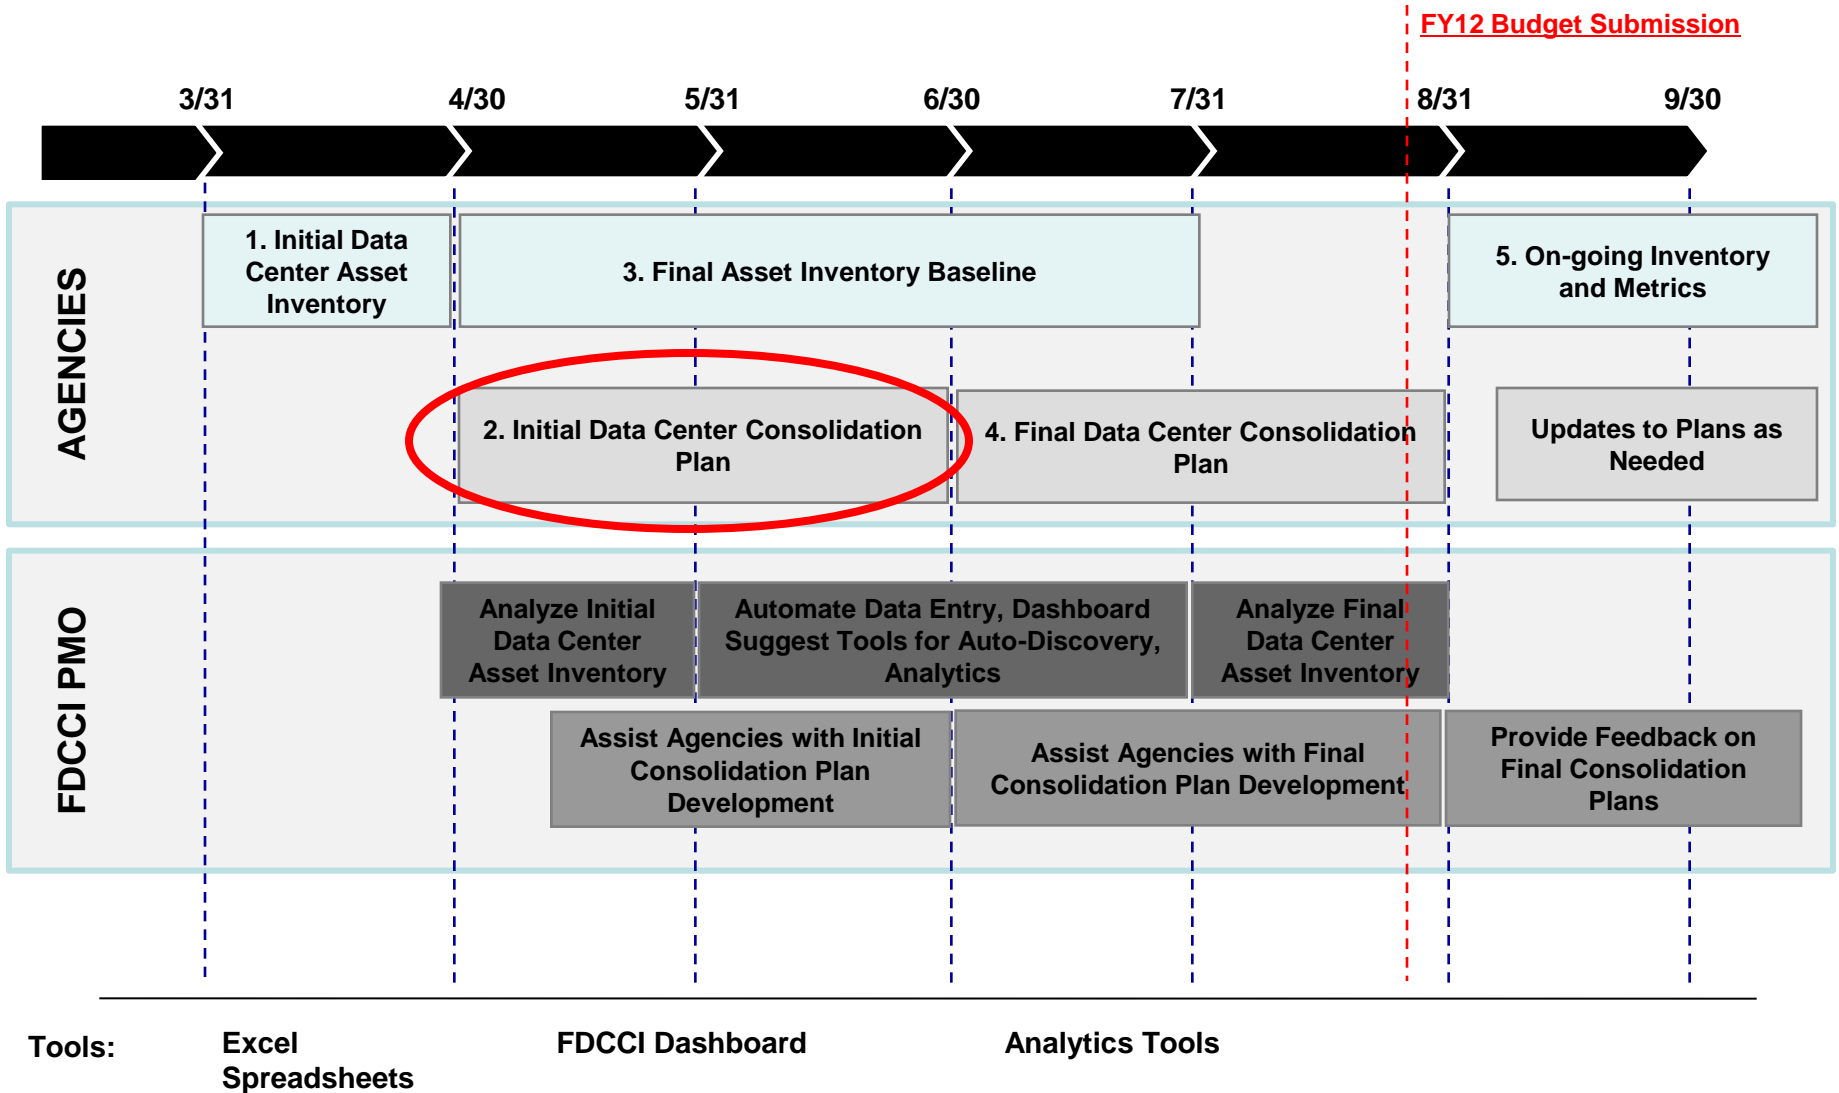 FY12 Budget Submission
3/31
4/30
5/31
6/30
7/31
8/31
9/30
AGENCIES
1. Initial Data
Center Asset
Inventory
3. Final Asset Inventory Baseline
5. On-going Inventory
and Metrics
2. Initial Data Center Consolidation
Plan
4. Final Data Center Consolidation
Plan
Updates to Plans as
Needed
FDCCI PMO
Analyze Initial
Data Center
Asset Inventory
Automate Data Entry, Dashboard
Suggest Tools for Auto-Discovery,
Analytics
Analyze Final
Data Center
Asset Inventory
Assist Agencies with Initial
Consolidation Plan
Development
Assist Agencies with Final
Consolidation Plan Development
Provide Feedback on
Final Consolidation
Plans
Tools:
Excel
Spreadsheets
FDCCI Dashboard
Analytics Tools